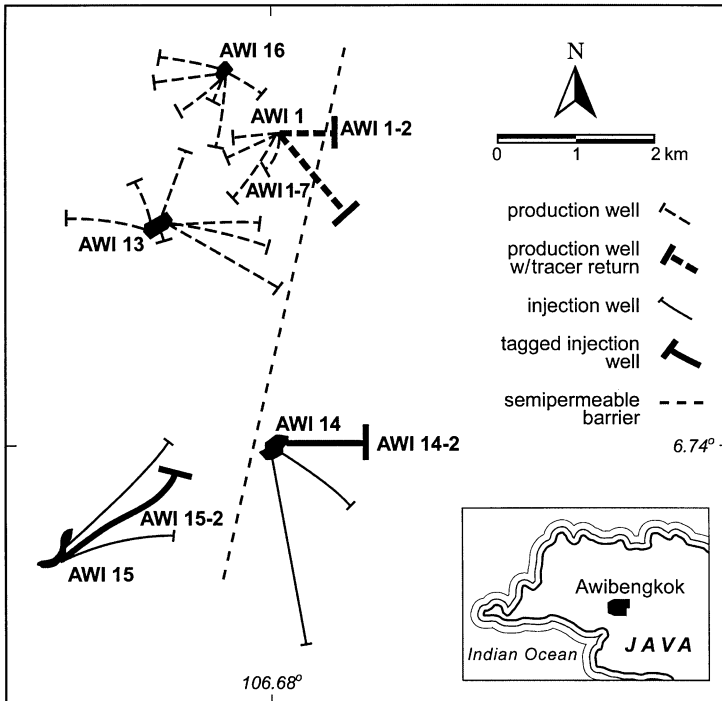 AWI 16
N
AWI 1
AWI 1-2
0 1 2 km
AWI 1-7
AWI 13
production well
production well
w/tracer return
injection well
tagged injection
well
semipermeable
barrier
AWI 14
AWI 14-2
6.74º
AWI 15-2
AWI 15
Awibengkok
JAVA
Indian Ocean
106.68º